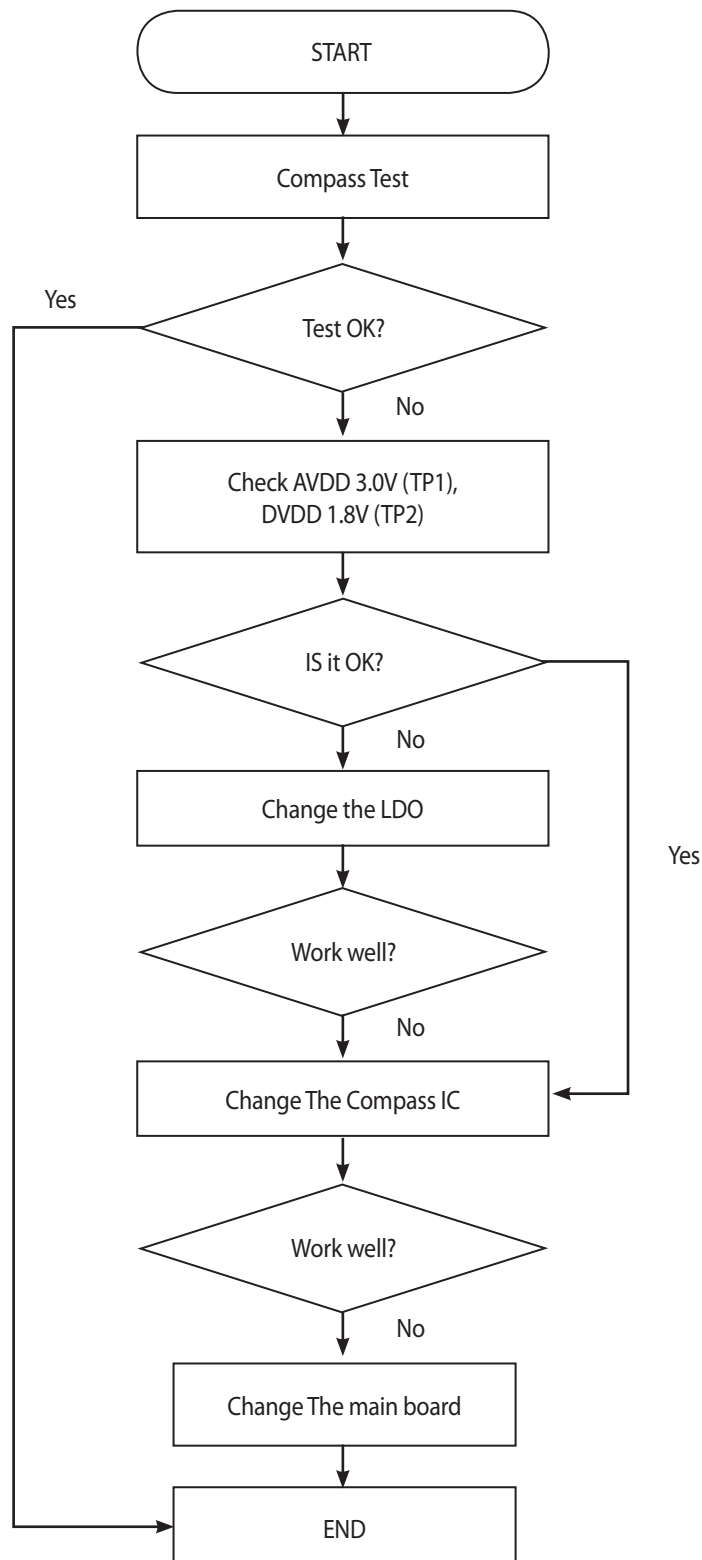 START
Compass Test
Yes
Test OK?
No
Check AVDD 3.0V (TP1),
DVDD 1.8V (TP2)
IS it OK?
No
Change the LDO
Yes
Work well?
No
Change The Compass IC
Work well?
No
Change The main board
END